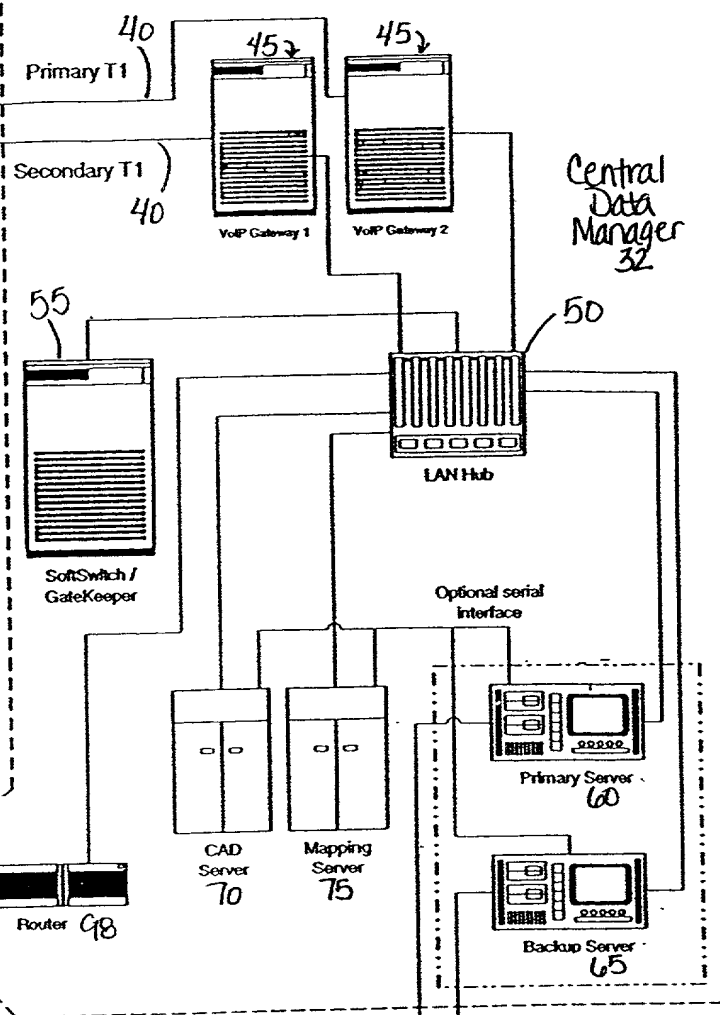 40
45
45
Primary T1
Secondary T1
40
VoIP Gateway 1
VoIP Gateway 2
Central
Data
Manager
32
55
50
LAN Hub
SoftSwitch /
GateKeeper
Optional serial
interface
Primary Server
60
CAD
Server
70
Mapping
Server
75
Router 98
Backup Server
65